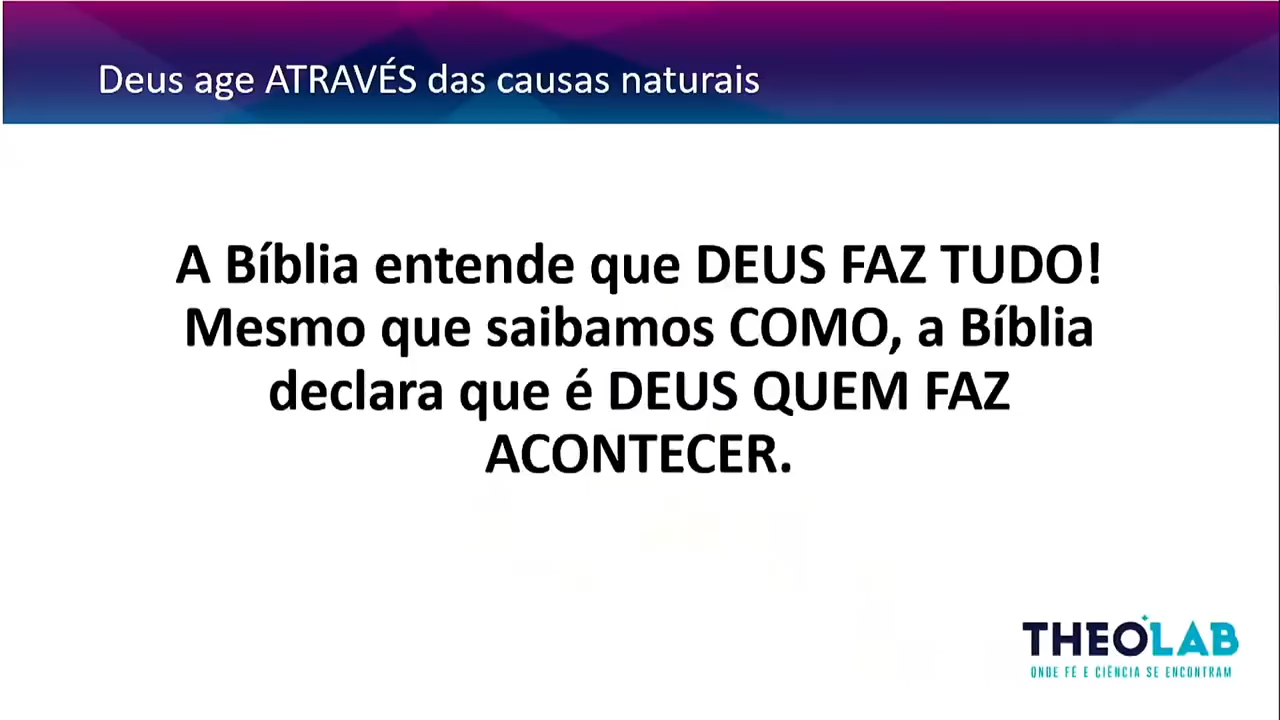 Deus age ATRAVÉS das causas naturais
A Bíblia entende que DEUS FAZ TUDO!
Mesmo que saibamos COMO, a Bíblia
declara que é DEUS QUEM FAZ
ACONTECER.
THEOLAB
ONDE FÉ E CIÊNCIA SE ENCONTRAM